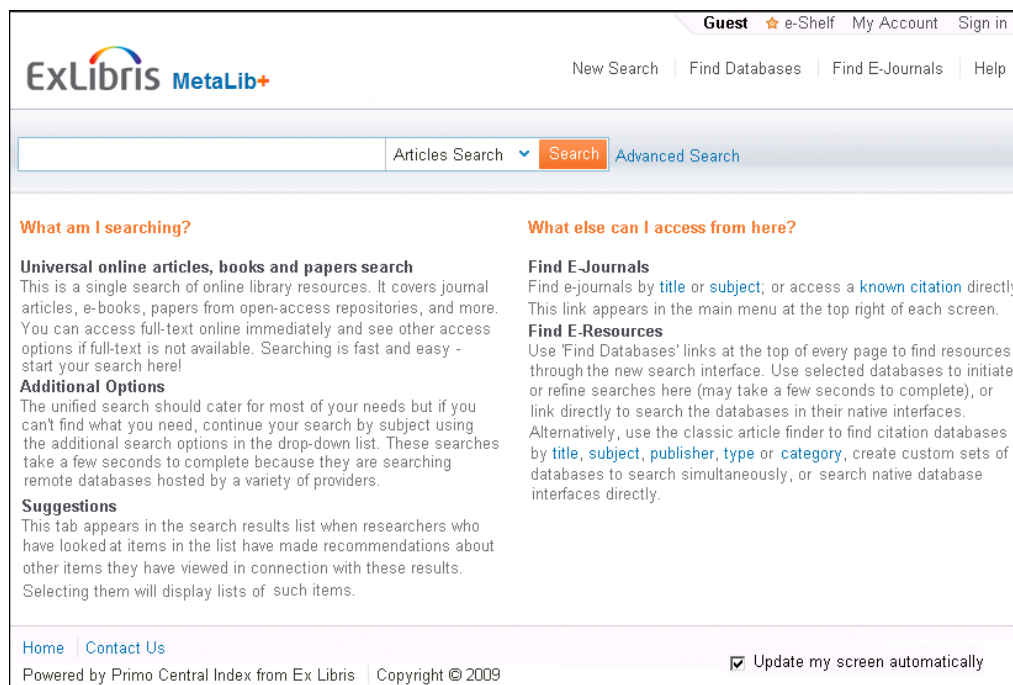 Guest e-Shelf My Account Sign in
ExLibris MetaLib+
New Search Find Databases Find E-Journals Help
Articles Search Search Advanced Search
What am I searching?
Universal online articles, books and papers search
This is a single search of online library resources. It covers journal
articles, e-books, papers from open-access repositories, and more.
You can access full-text online immediately and see other access
options if full-text is not available. Searching is fast and easy -
start your search here!
Additional Options
The unified search should cater for most of your needs but if you
can't find what you need, continue your search by subject using
the additional search options in the drop-down list. These searches
take a few seconds to complete because they are searching
remote databases hosted by a variety of providers.
Suggestions
This tab appears in the search results list when researchers who
have looked at items in the list have made recommendations about
other items they have viewed in connection with these results.
Selecting them will display lists of such items.
What else can I access from here?
Find E-Journals
Find e-journals by title or subject; or access a known citation directly
This link appears in the main menu at the top right of each screen.
Find E-Resources
Use 'Find Databases' links at the top of every page to find resources
through the new search interface. Use selected databases to initiate
or refine searches here (may take a few seconds to complete), or
link directly to search the databases in their native interfaces.
Alternatively, use the classic article finder to find citation databases
by title, subject, publisher, type or category, create custom sets of
databases to search simultaneously, or search native database
interfaces directly.
Home Contact Us
Powered by Primo Central Index from Ex Libris Copyright © 2009
Update my screen automatically